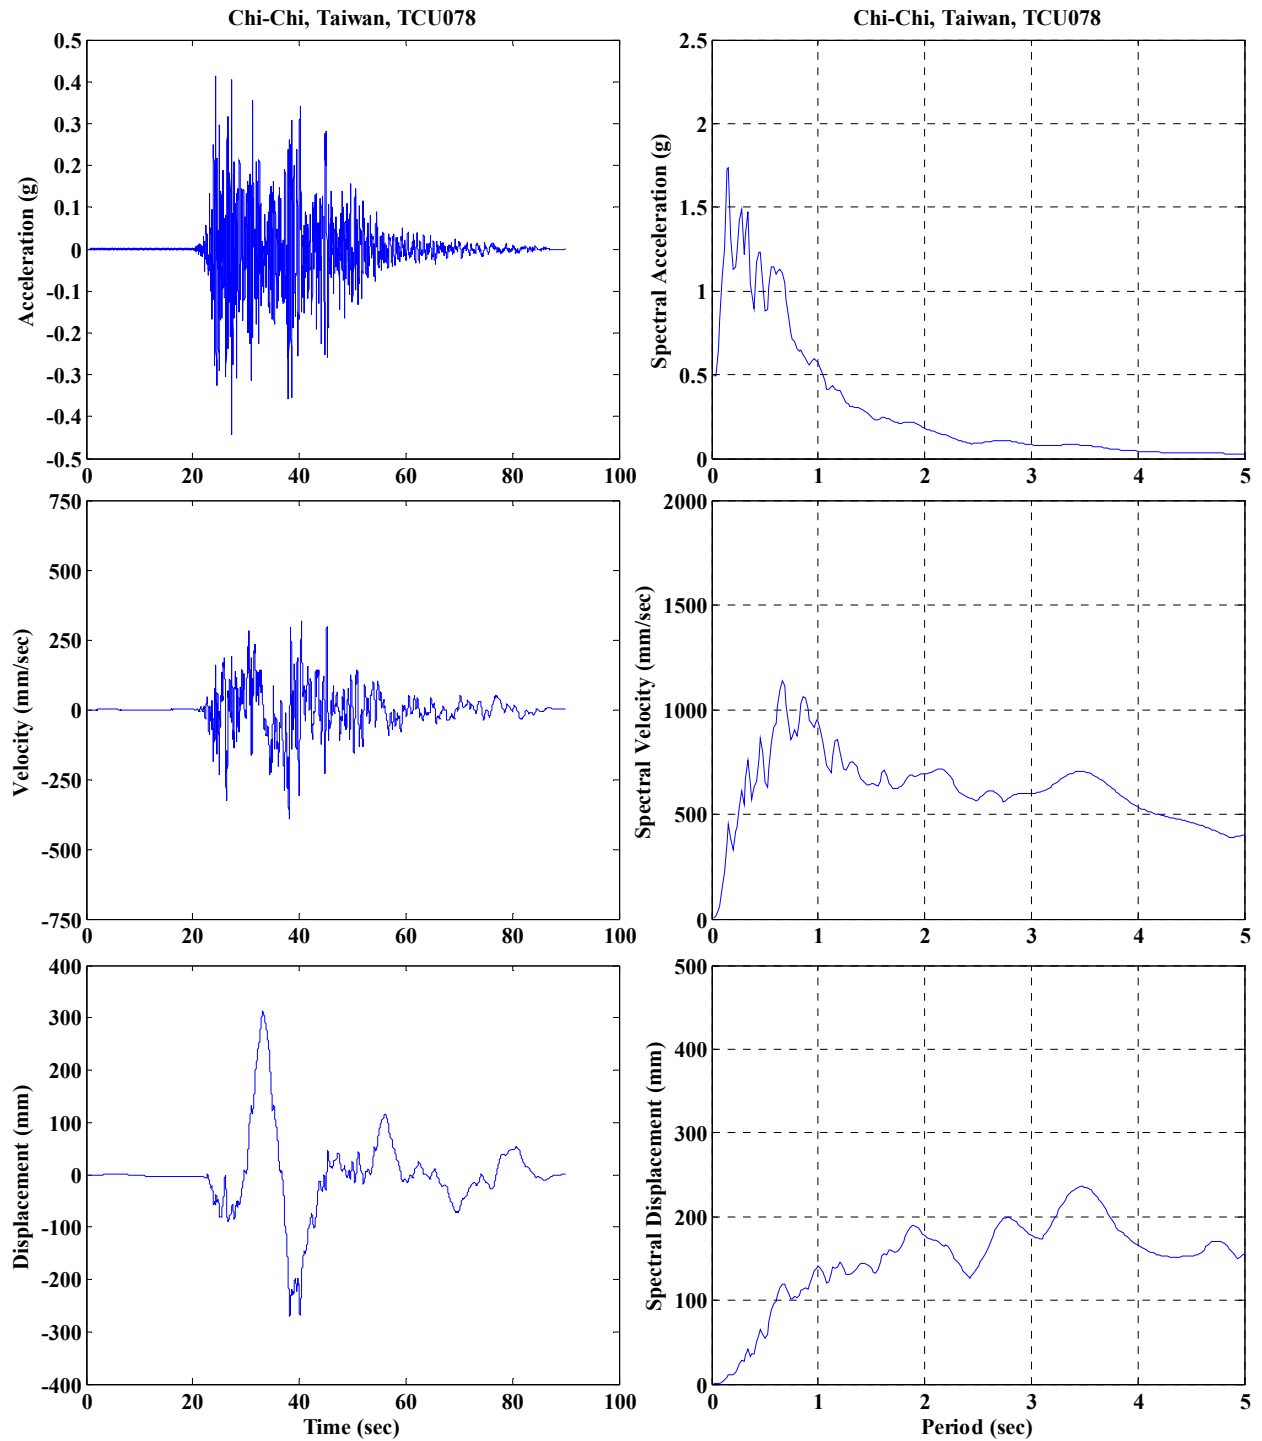 Chi-Chi, Taiwan, TCU078
Acceleration (g)
0.5
0.4
0.3
0.2
0.1
0
-0.1
-0.2
-0.3
-0.4
-0.5
0 20 40 60 80 100
Chi-Chi, Taiwan, TCU078
Spectral Acceleration (g)
2.5
2
1.5
1
0.5
0
0 1 2 3 4 5
Velocity (mm/sec)
750
500
250
0
-250
-500
-750
0 20 40 60 80 100
Spectral Velocity (mm/sec)
2000
1500
1000
500
0
0 1 2 3 4 5
Displacement (mm)
400
300
200
100
0
-100
-200
-300
-400
0 20 40 60 80 100
Time (sec)
Spectral Displacement (mm)
500
400
300
200
100
0
0 1 2 3 4 5
Period (sec)